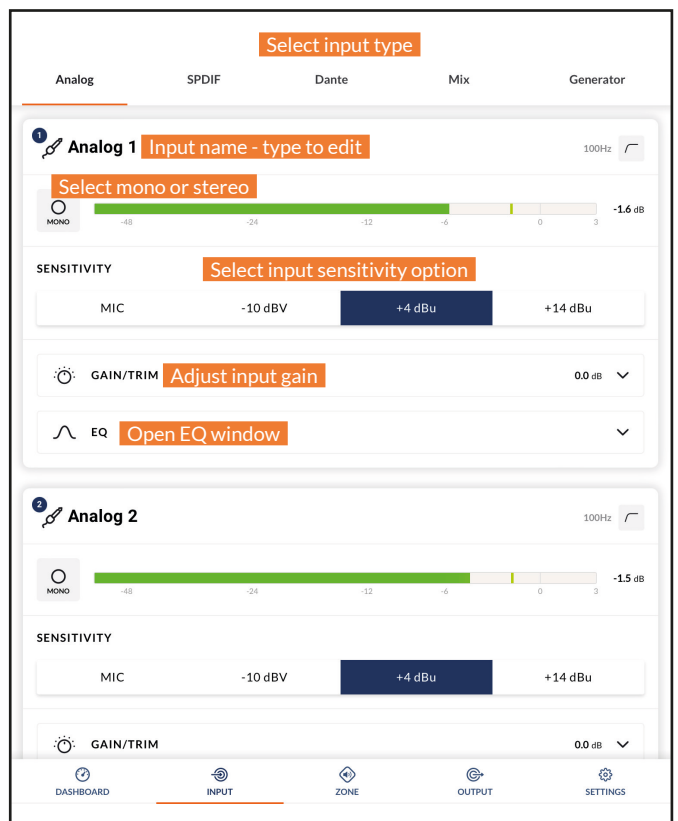 Select input type
Analog SPDIF Dante Mix Generator
1
Analog 1 Input name - type to edit 100Hz
Select mono or stereo
MONO -48 -24 -12 -6 0 3 -1.6 dB
SENSITIVITY Select input sensitivity option
MIC -10 dBV +4 dBu +14 dBu
GAIN/TRIM Adjust input gain 0.0 dB
EQ Open EQ window
2
Analog 2 100Hz
MONO -48 -24 -12 -6 0 3 -1.5 dB
SENSITIVITY
MIC -10 dBV +4 dBu +14 dBu
GAIN/TRIM 0.0 dB
DASHBOARD INPUT ZONE OUTPUT SETTINGS